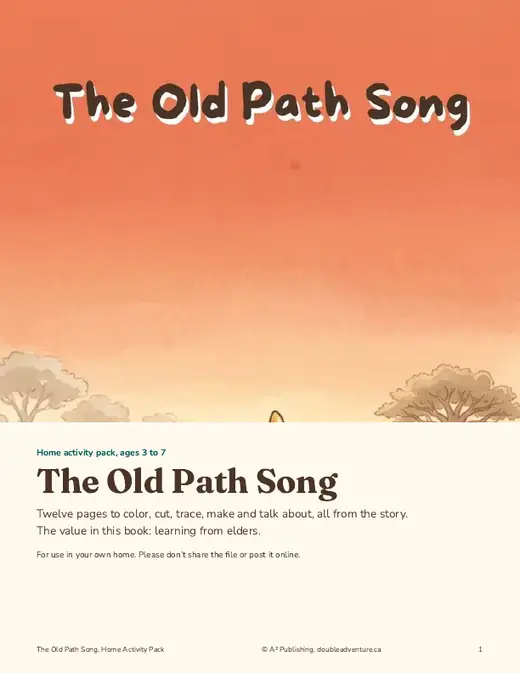 The Old Path Song
Home activity pack, ages 3 to 7
The Old Path Song
Twelve pages to color, cut, trace, make and talk about, all from the story.
The value in this book: learning from elders.
For use in your own home. Please don't share the file or post it online.
The Old Path Song, Home Activity Pack
© A² Publishing, doubleadventure.ca
1